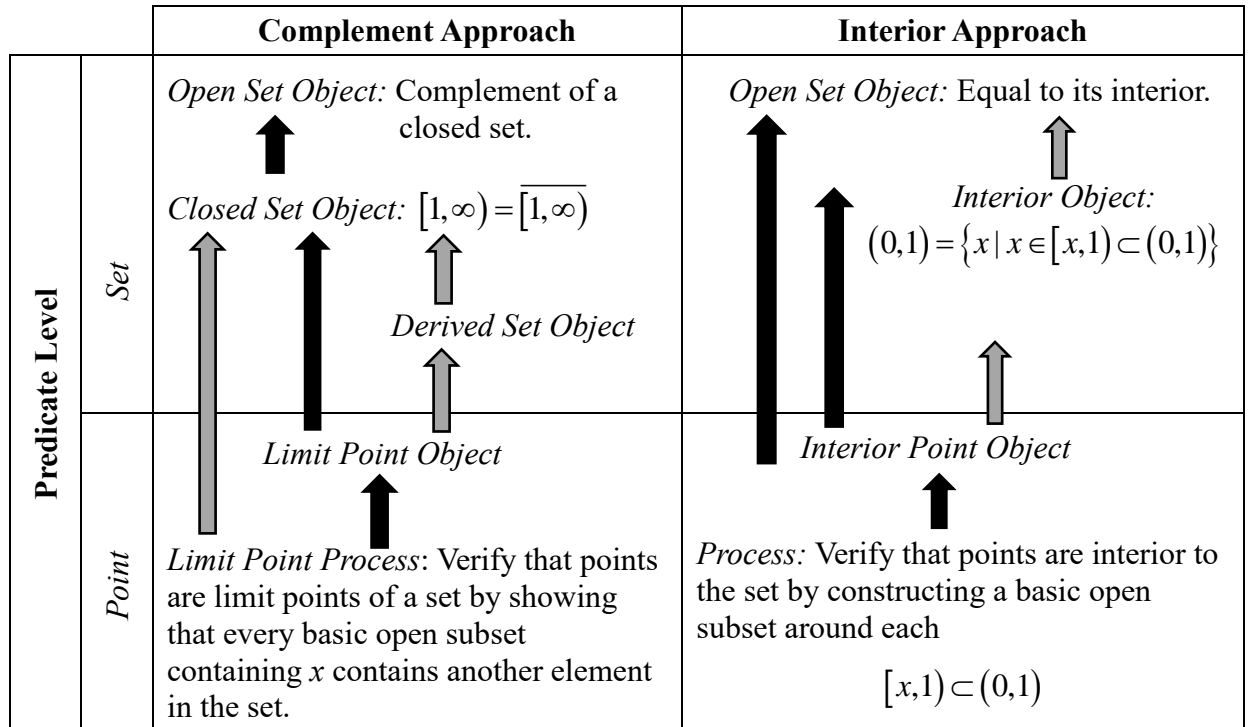 Complement Approach
Interior Approach
Predicate Level
Set
Point
Open Set Object: Complement of a
closed set.
Closed Set Object: [1,∞) = \overline{[1,∞)}
Derived Set Object
Limit Point Object
Limit Point Process: Verify that points
are limit points of a set by showing
that every basic open subset
containing x contains another element
in the set.
Open Set Object: Equal to its interior.
Interior Object:
(0,1) = {x | x ∈ [x,1) ⊂ (0,1)}
Interior Point Object
Process: Verify that points are interior to
the set by constructing a basic open
subset around each
[x,1) ⊂ (0,1)